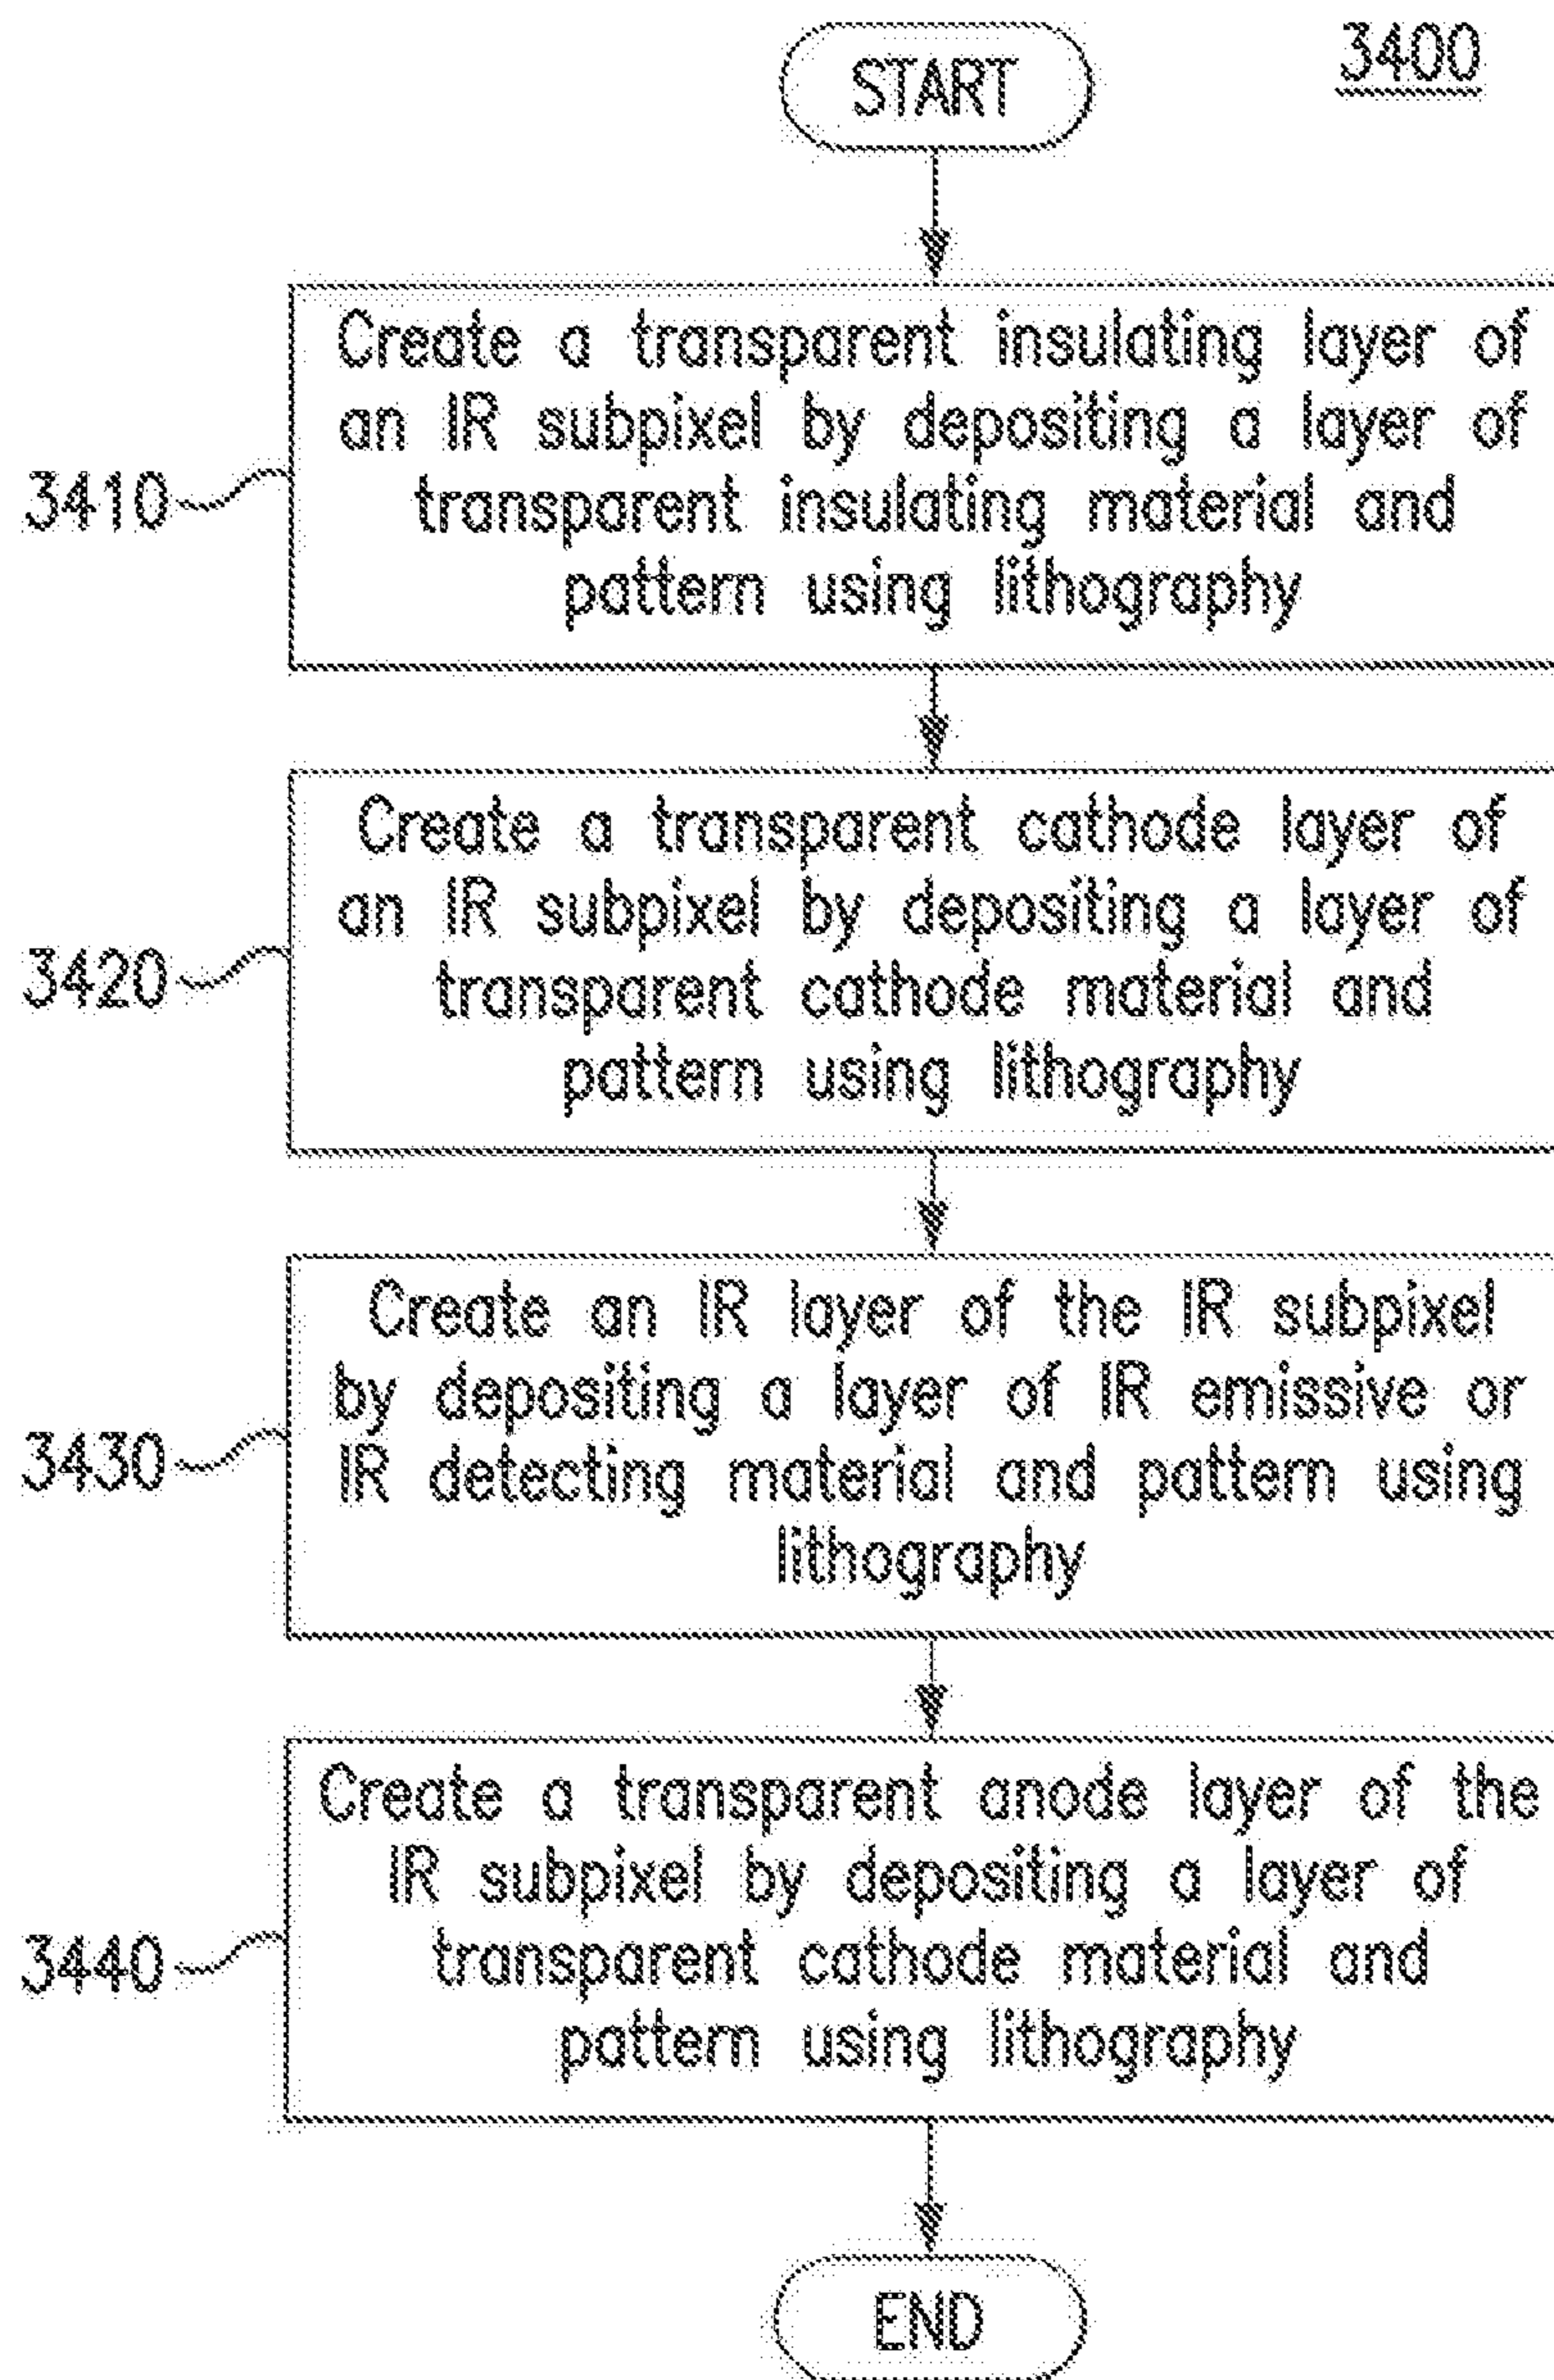 START
3400
Create a transparent insulating layer of
an IR subpixel by depositing a layer of
transparent insulating material and
pattern using lithography
3410
Create a transparent cathode layer of
an IR subpixel by depositing a layer of
transparent cathode material and
pattern using lithography
3420
Create an IR layer of the IR subpixel
by depositing a layer of IR emissive or
IR detecting material and pattern using
lithography
3430
Create a transparent anode layer of the
IR subpixel by depositing a layer of
transparent cathode material and
pattern using lithography
3440
END